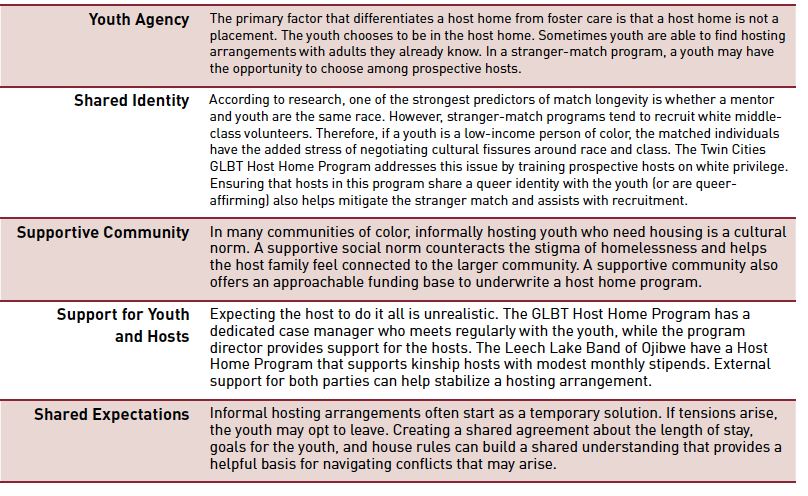 Youth Agency
The primary factor that differentiates a host home from foster care is that a host home is not a
placement. The youth chooses to be in the host home. Sometimes youth are able to find hosting
arrangements with adults they already know. In a stranger-match program, a youth may have
the opportunity to choose among prospective hosts.
Shared Identity
According to research, one of the strongest predictors of match longevity is whether a mentor
and youth are the same race. However, stranger-match programs tend to recruit white middle-
class volunteers. Therefore, if a youth is a low-income person of color, the matched individuals
have the added stress of negotiating cultural fissures around race and class. The Twin Cities
GLBT Host Home Program addresses this issue by training prospective hosts on white privilege.
Ensuring that hosts in this program share a queer identity with the youth (or are queer-
affirming) also helps mitigate the stranger match and assists with recruitment.
Supportive Community
In many communities of color, informally hosting youth who need housing is a cultural
norm. A supportive social norm counteracts the stigma of homelessness and helps
the host family feel connected to the larger community. A supportive community also
offers an approachable funding base to underwrite a host home program.
Support for Youth
and Hosts
Expecting the host to do it all is unrealistic. The GLBT Host Home Program has a
dedicated case manager who meets regularly with the youth, while the program
director provides support for the hosts. The Leech Lake Band of Ojibwe have a Host
Home Program that supports kinship hosts with modest monthly stipends. External
support for both parties can help stabilize a hosting arrangement.
Shared Expectations
Informal hosting arrangements often start as a temporary solution. If tensions arise,
the youth may opt to leave. Creating a shared agreement about the length of stay,
goals for the youth, and house rules can build a shared understanding that provides a
helpful basis for navigating conflicts that may arise.